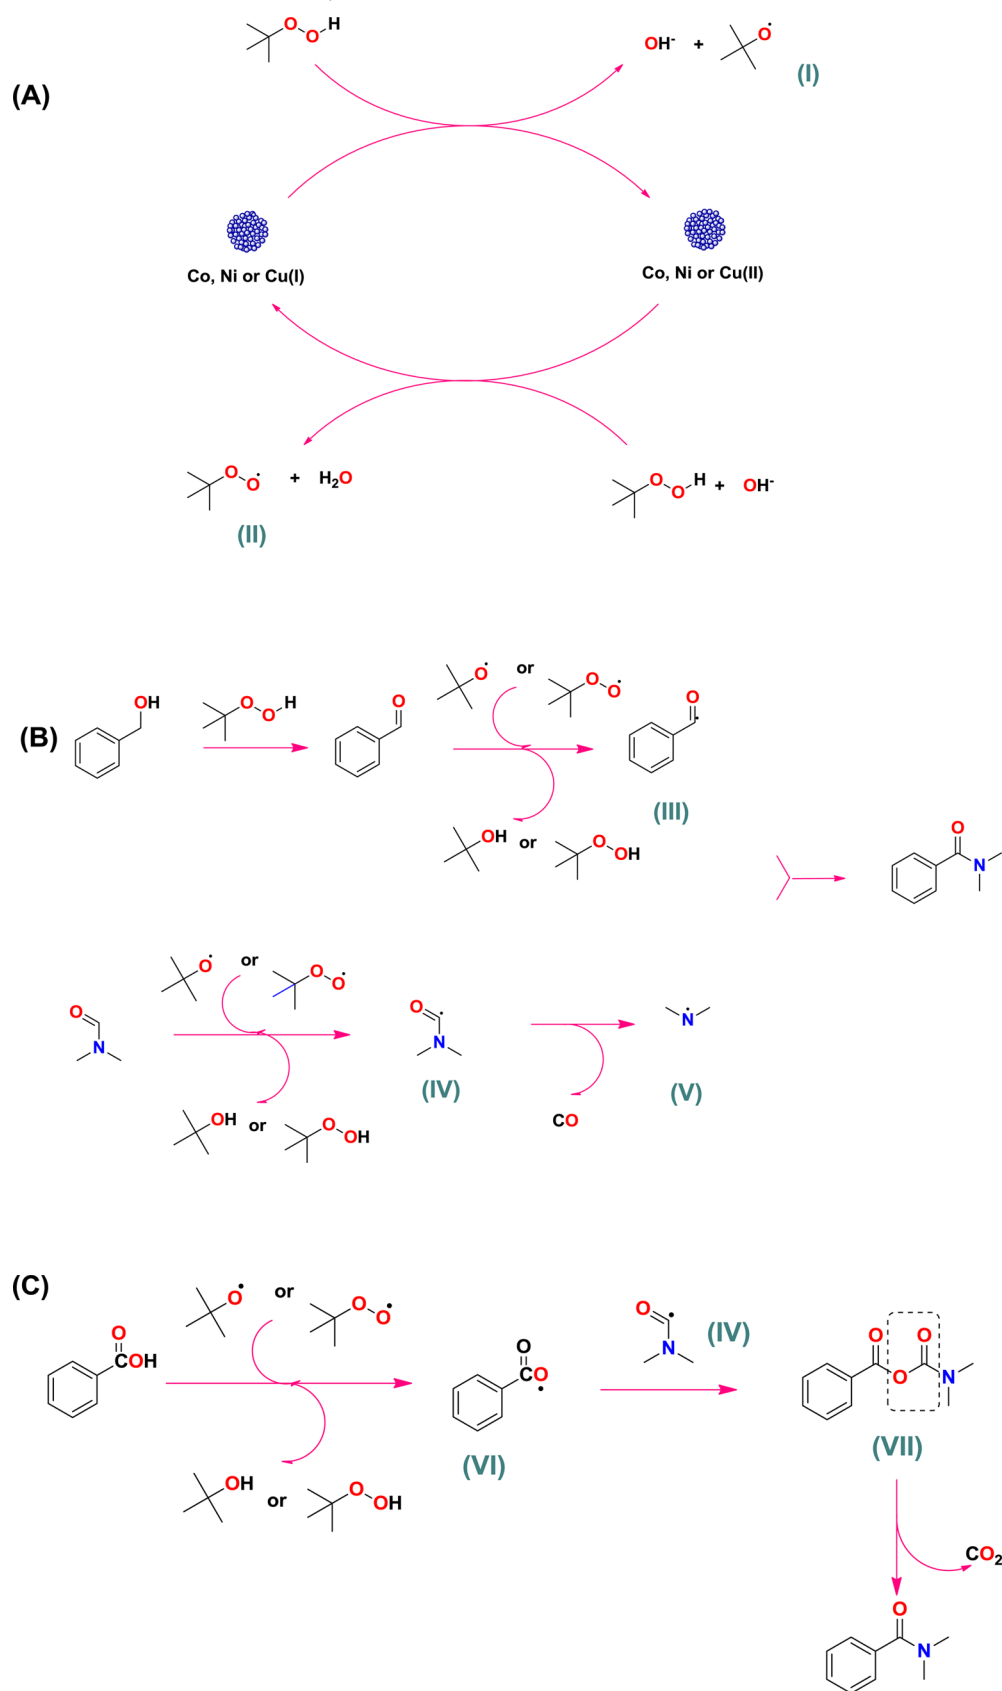 (A)
O
O
H
OH- + O
(I)
Co, Ni or Cu(I)
Co, Ni or Cu(II)
O
O + H2O
(II)
O
O
H + OH-
(B)
OH
O
O
H
O
O or O
O
O
(III)
OH or O
OH
O
N
O or O
O
O
N
(IV)
N
(V)
OH or O
OH
CO
(C)
O
COH
O or O
O
O
CO
(VI)
O
N
(IV)
O
O
O
N
(VII)
OH or O
OH
CO2
O
N